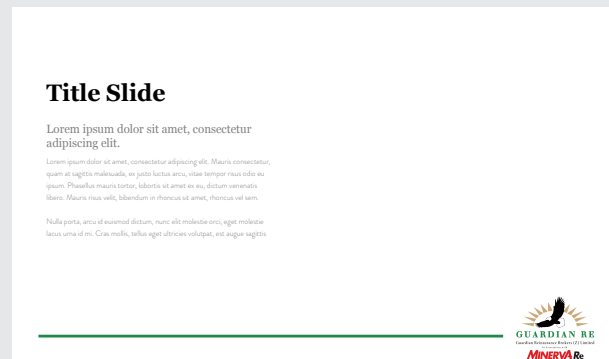 Title Slide
Lorem ipsum dolor sit amet, consectetur
adipiscing elit.
Lorem ipsum dolor sit amet, consectetur adipiscing elit. Mauris consectetur,
quam at sagittis malesuada, ex justo luctus arcu, vitae tempor risus odio eu
ipsum. Phasellus mauris tortor, lobortis sit amet ex eu, dictum venenatis
libero. Mauris risus velit, bibendum in rhoncus sit amet, rhoncus vel sem.
Nulla porta, arcu id euismod dictum, nunc elit molestie orci, eget molestie
lacus urna id mi. Cras mollis, tellus eget ultricies volutpat, est augue sagittis
GUARDIAN RE
Guardian Reinsurance Brokers (Z) Limited
MINERVA Re